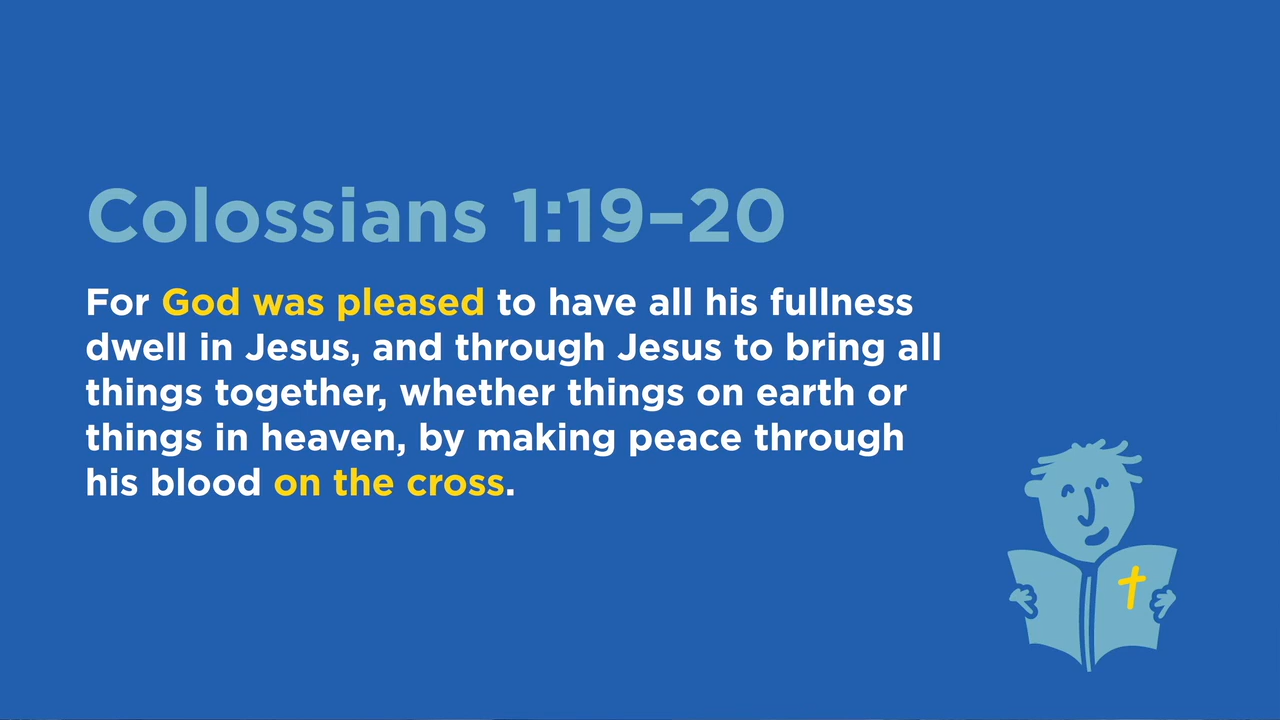 Colossians 1:19–20
For God was pleased to have all his fullness
dwell in Jesus, and through Jesus to bring all
things together, whether things on earth or
things in heaven, by making peace through
his blood on the cross.